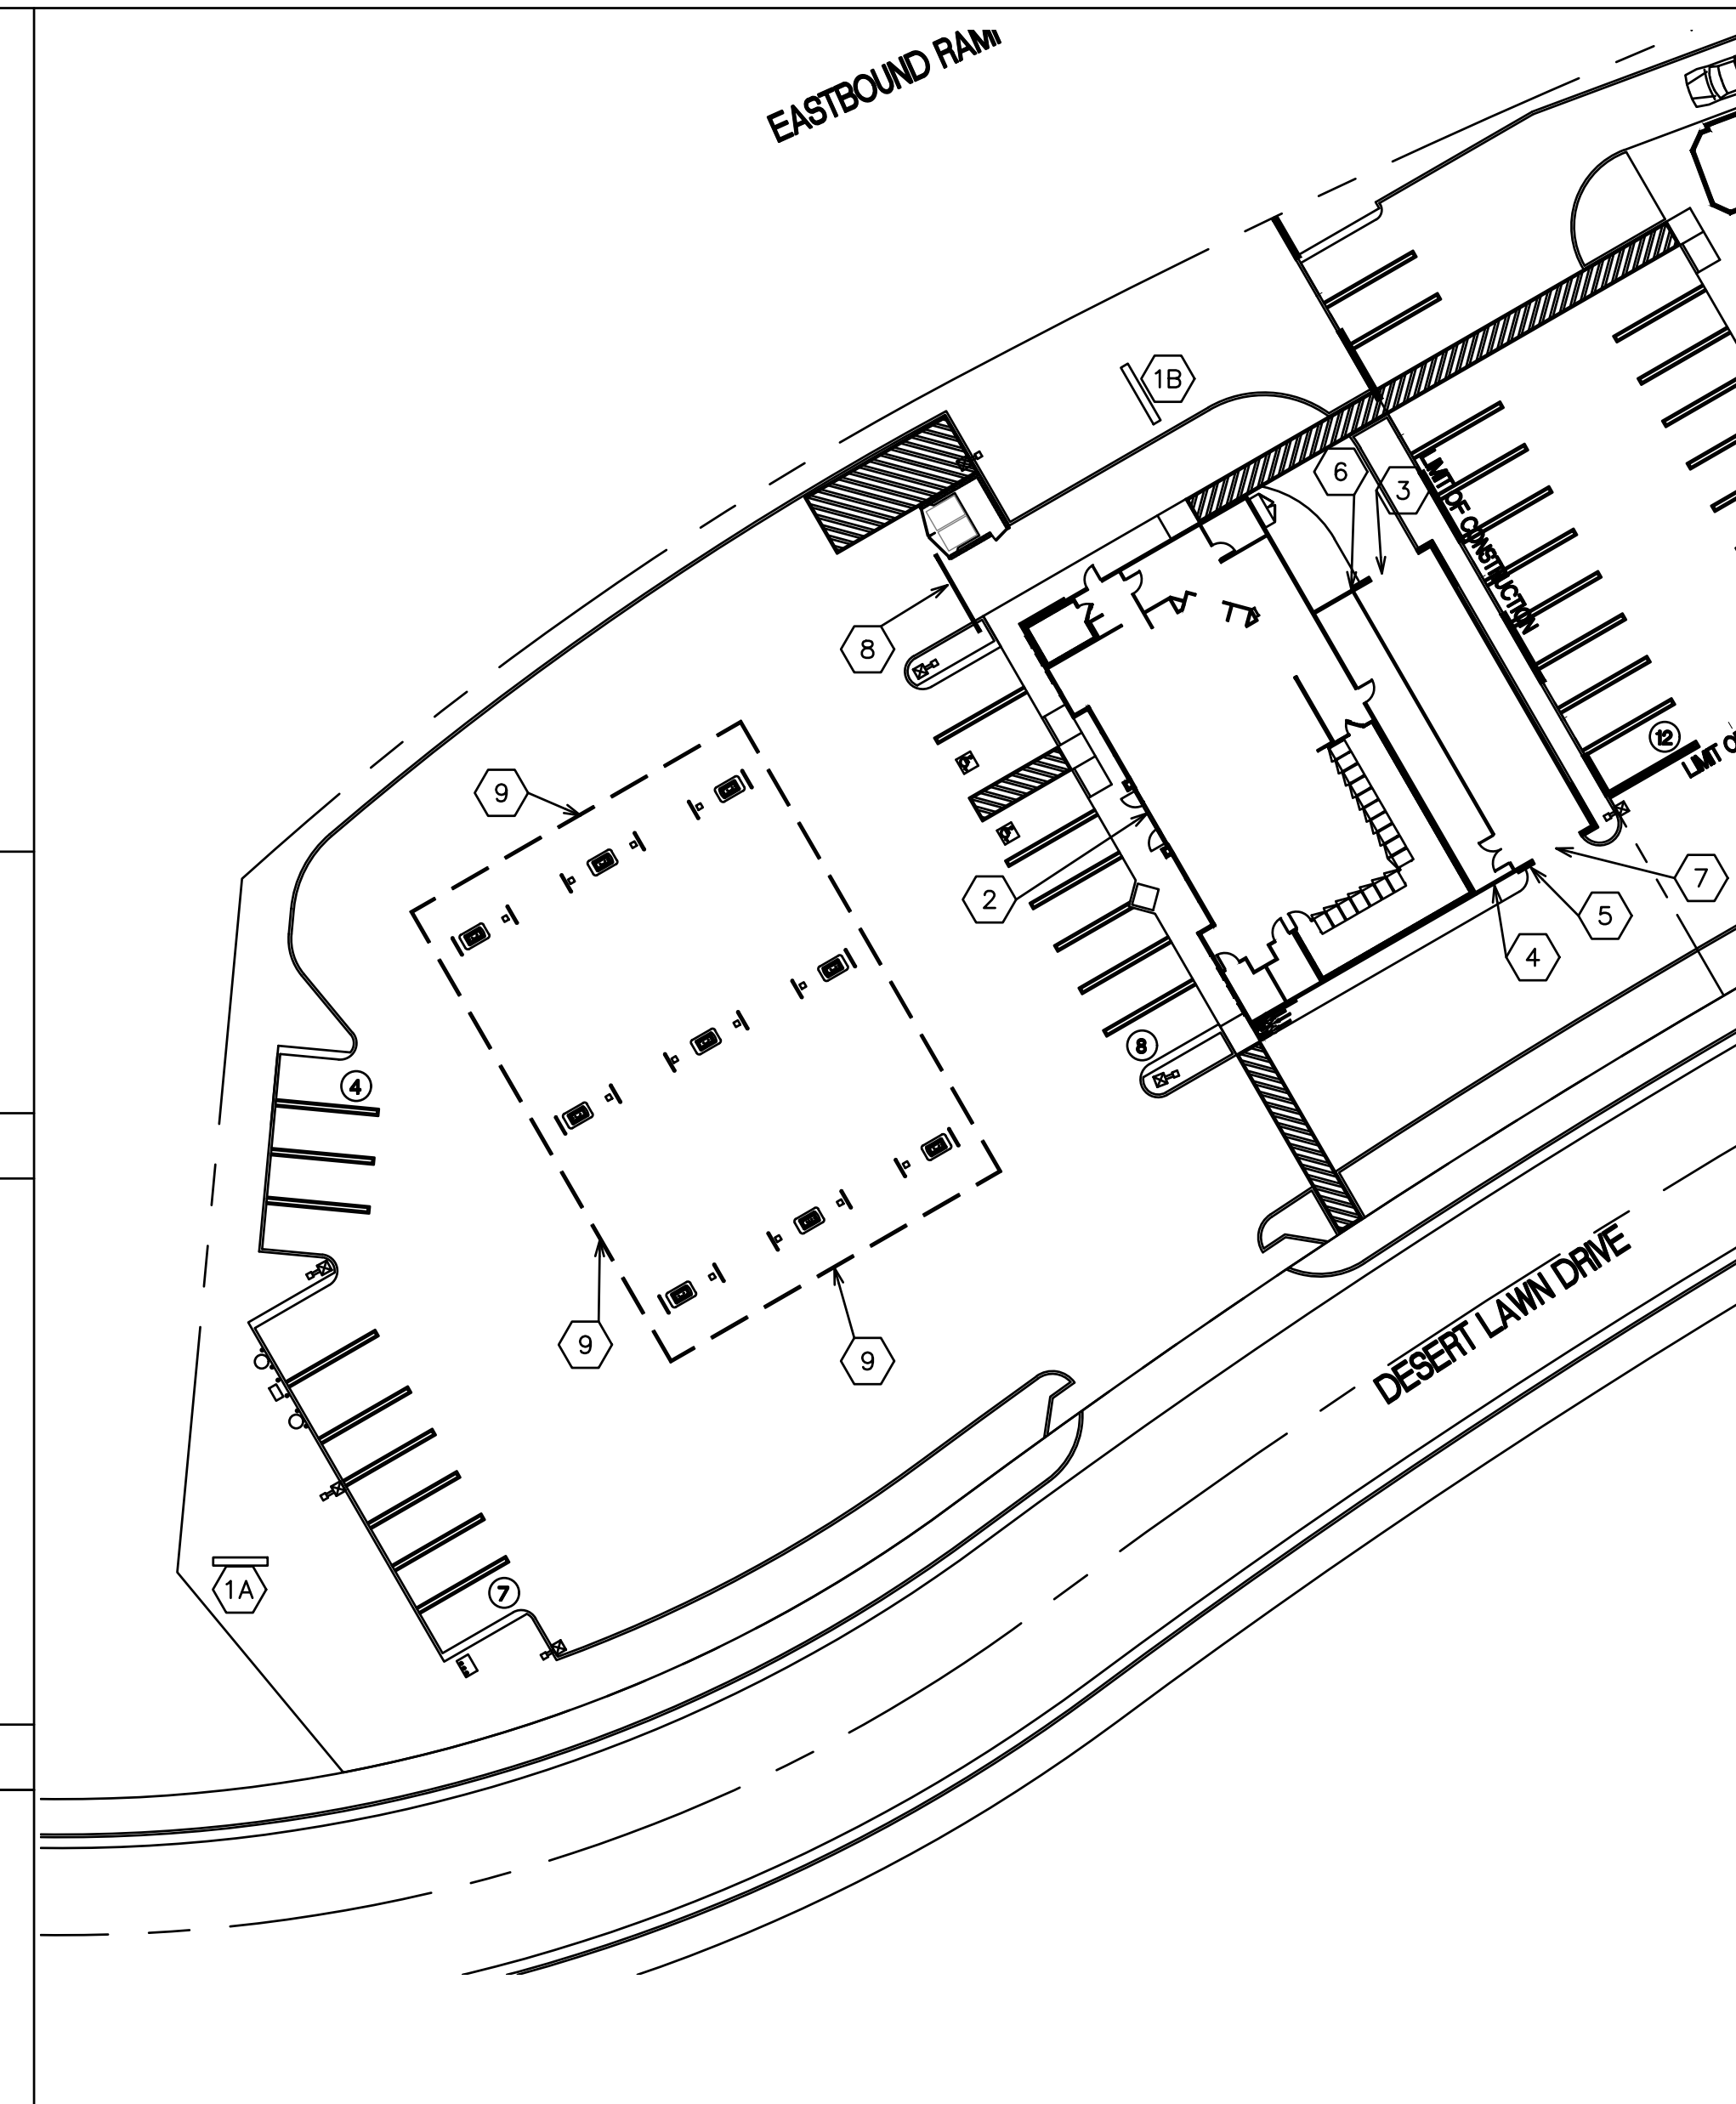 EASTBOUND RAM
1B
6
3
LIMIT OF CONSTRUCTION
8
12
LIMIT O
9
2
7
5
4
8
4
9
9
DESERT LAWN DRIVE
1A
7